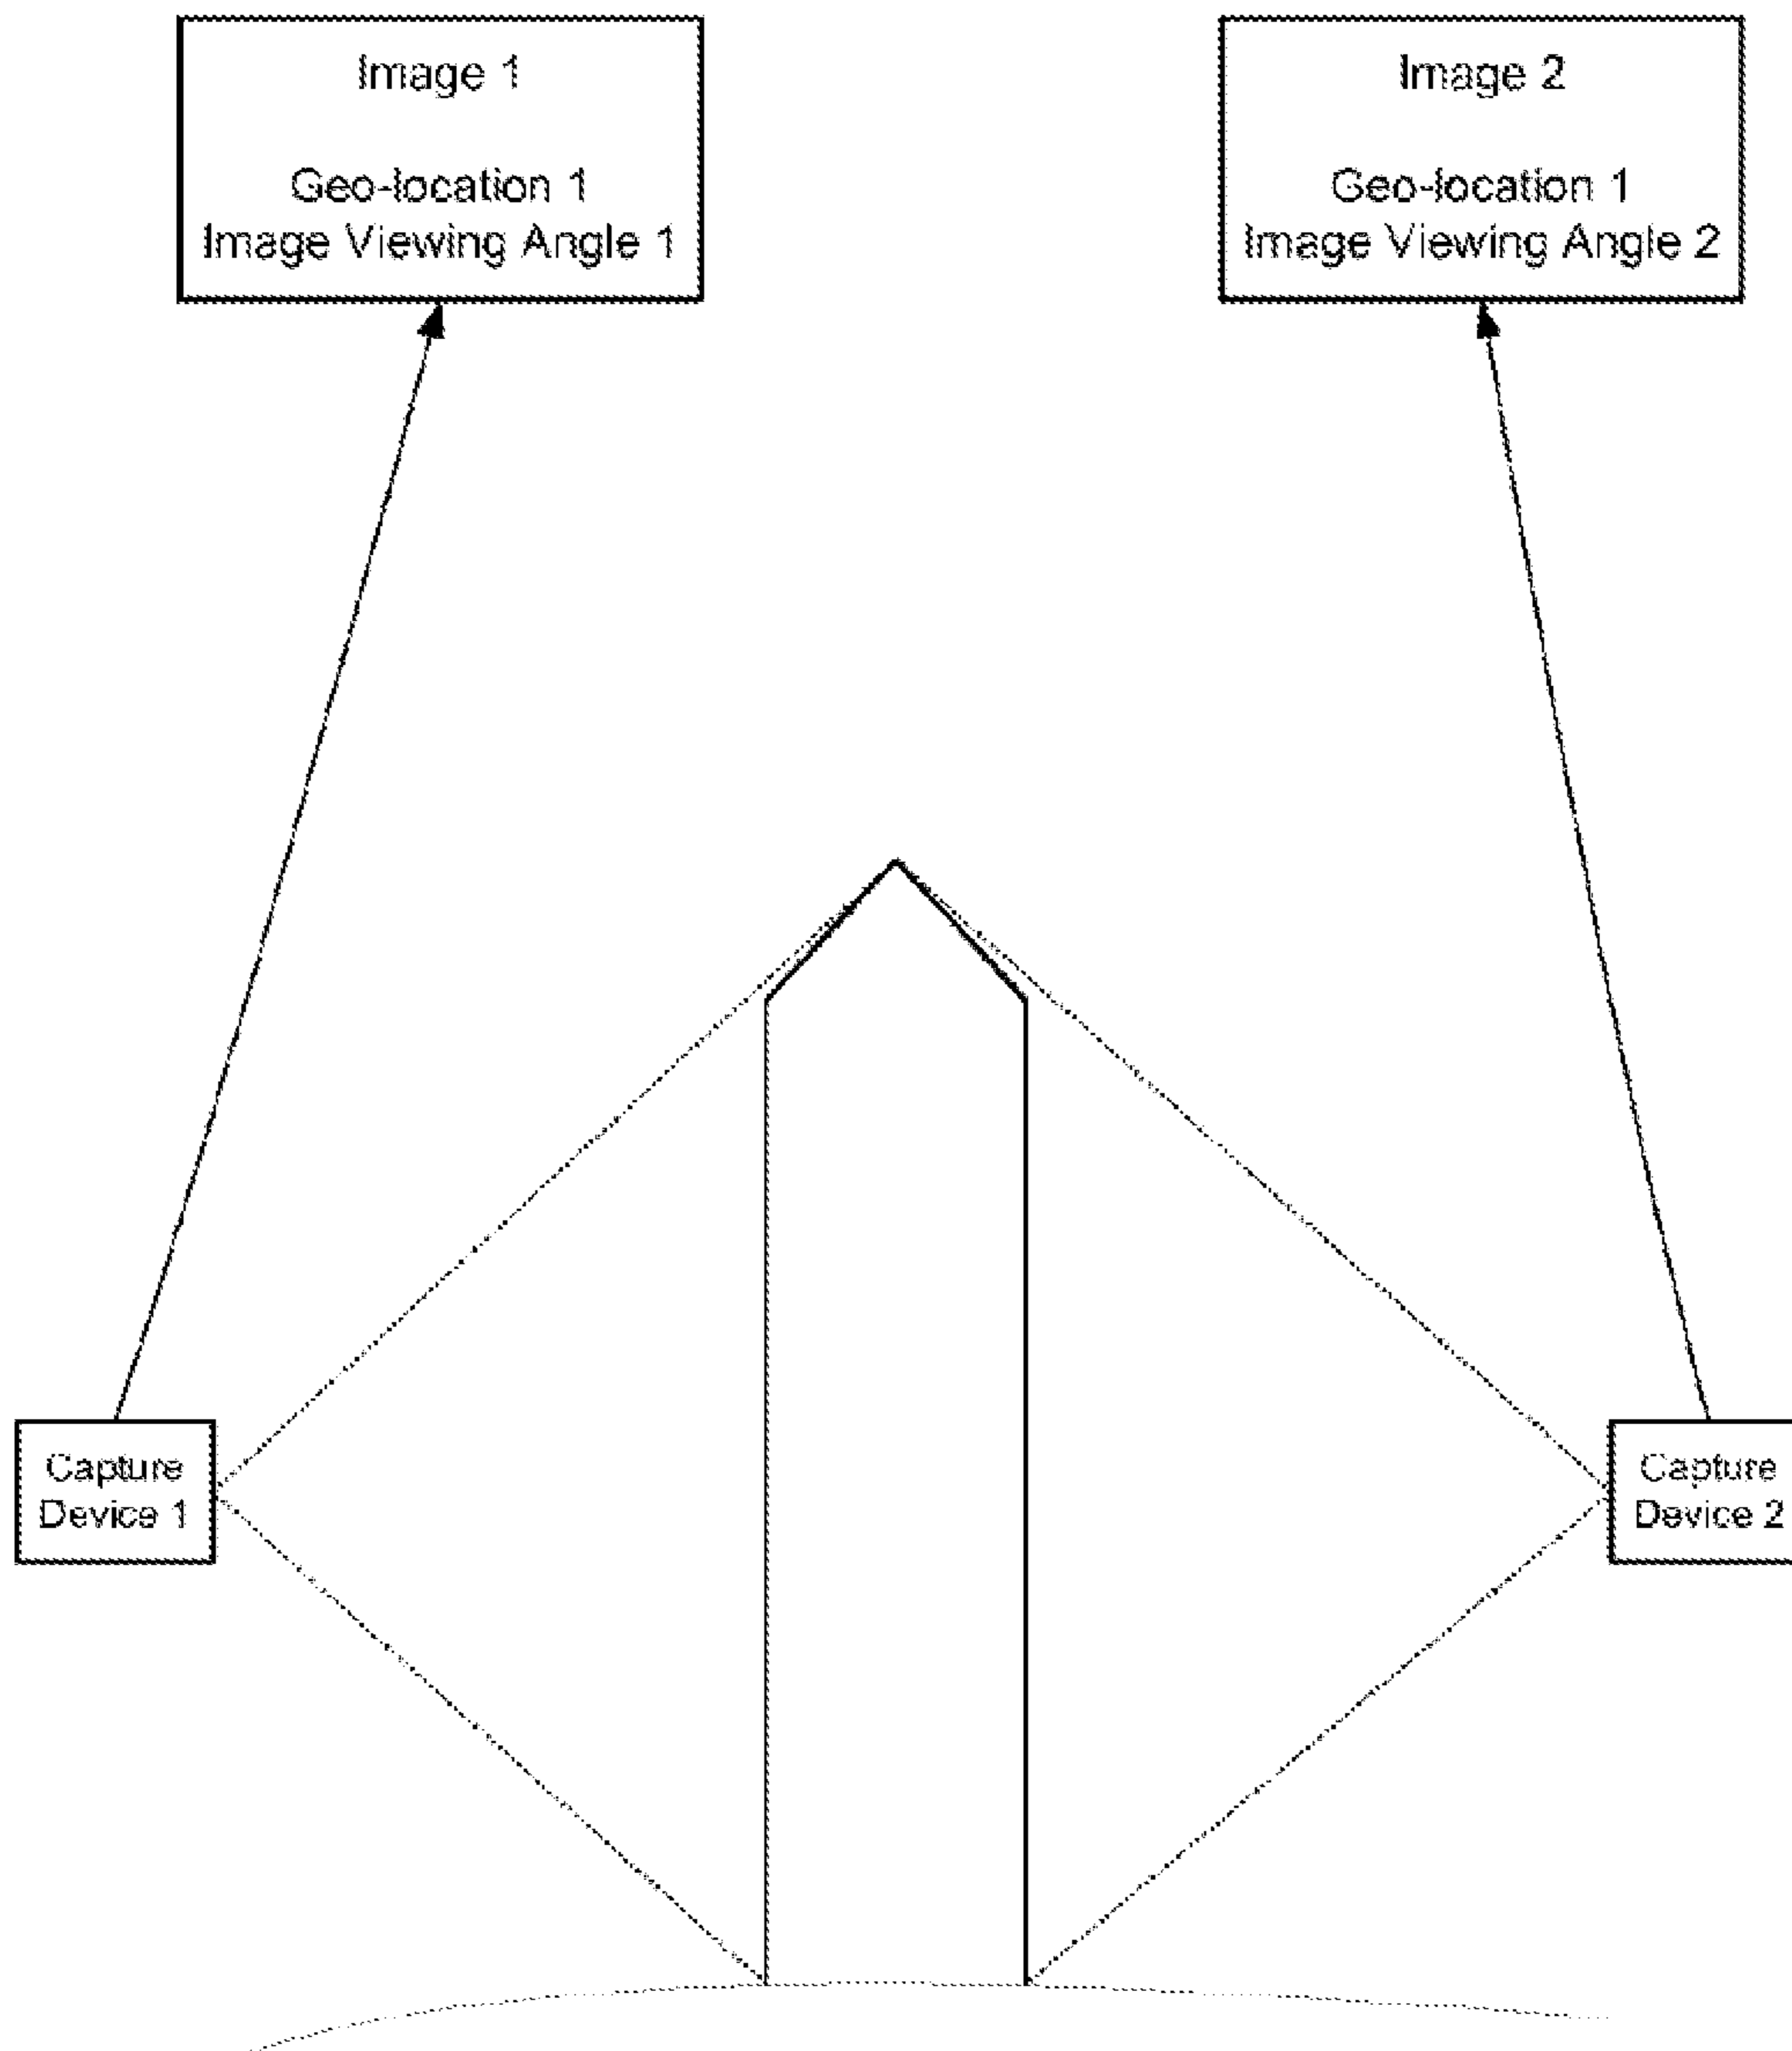 Image 1
Geo-location 1
Image Viewing Angle 1
Image 2
Geo-location 1
Image Viewing Angle 2
Capture
Device 1
Capture
Device 2